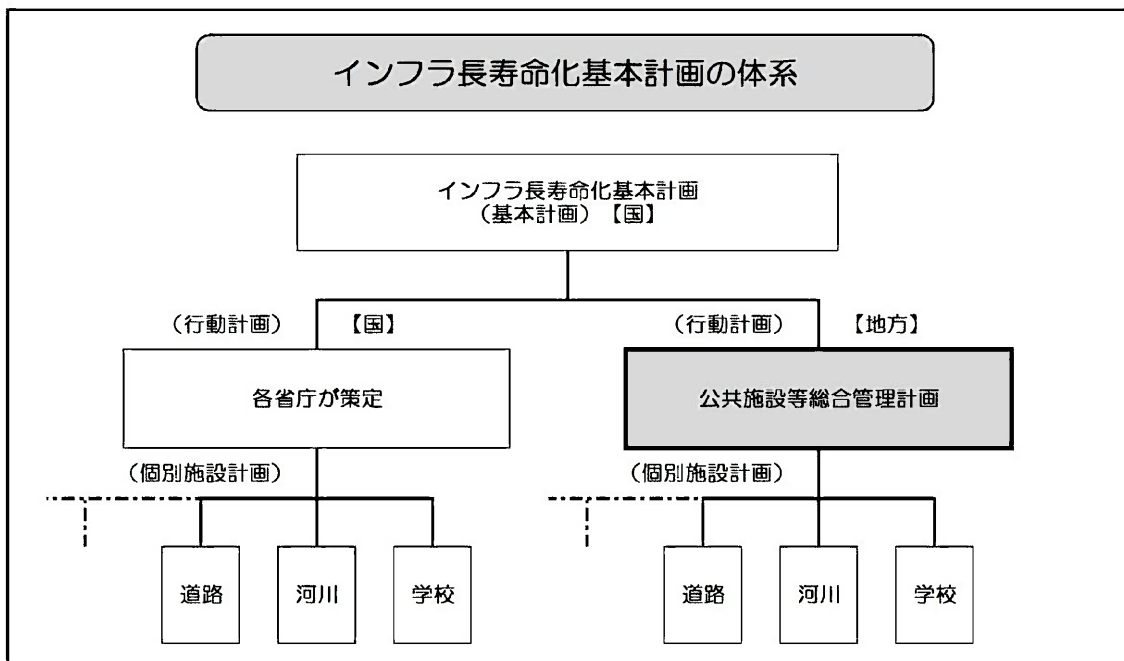 インフラ長寿命化基本計画の体系
インフラ長寿命化基本計画
（基本計画）【国】
（行動計画） 【国】
（行動計画） 【地方】
各省庁が策定
公共施設等総合管理計画
（個別施設計画）
（個別施設計画）
道路
河川
学校
道路
河川
学校